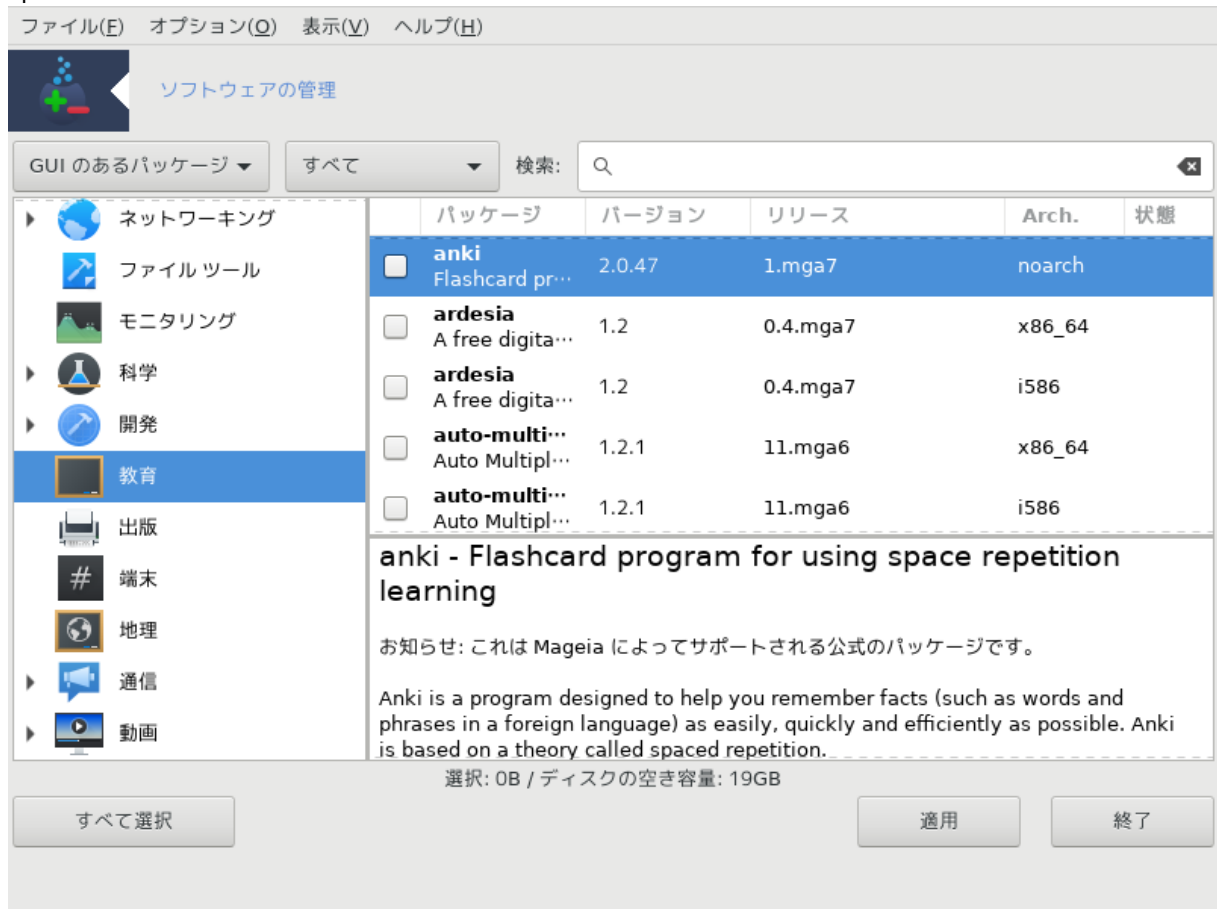 ファイル(F) オプション(O) 表示(V) ヘルプ(H)
ソフトウェアの管理
GUI のあるパッケージ すべて 検索:
ネットワーキング
ファイル ツール
モニタリング
科学
開発
教育
出版
端末
地理
通信
動画
パッケージ バージョン リリース Arch. 状態
anki
Flashcard pr… 2.0.47 1.mga7 noarch
ardesia
A free digita… 1.2 0.4.mga7 x86_64
ardesia
A free digita… 1.2 0.4.mga7 i586
auto-multi…
Auto Multipl… 1.2.1 11.mga6 x86_64
auto-multi…
Auto Multipl… 1.2.1 11.mga6 i586
anki - Flashcard program for using space repetition
learning
お知らせ: これは Mageia によってサポートされる公式のパッケージです。
Anki is a program designed to help you remember facts (such as words and
phrases in a foreign language) as easily, quickly and efficiently as possible. Anki
is based on a theory called spaced repetition.
選択: 0B / ディスクの空き容量: 19GB
すべて選択 適用 終了